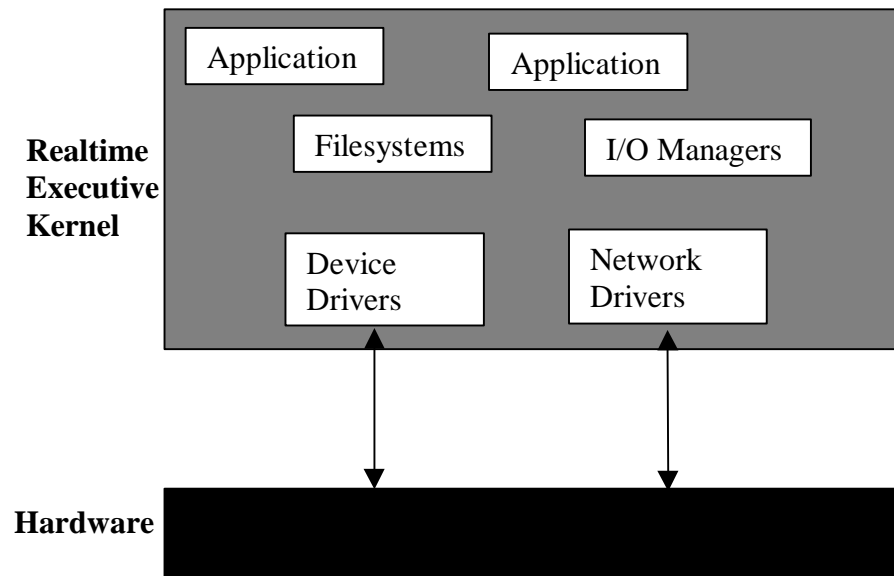 Application
Application
Filesystems
I/O Managers
Realtime
Executive
Kernel
Device
Drivers
Network
Drivers
Hardware